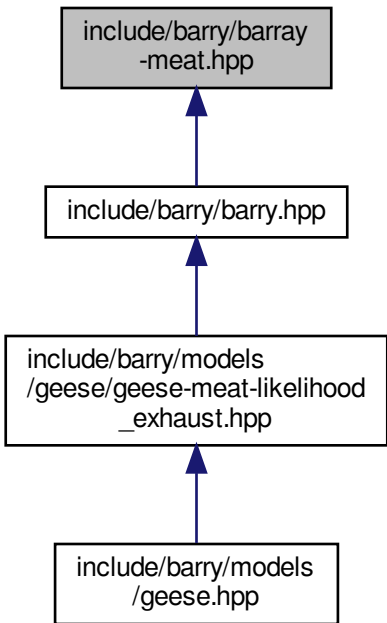 include/barry/barray
-meat.hpp
include/barry/barry.hpp
include/barry/models
/geese/geese-meat-likelihood
_exhaust.hpp
include/barry/models
/geese.hpp